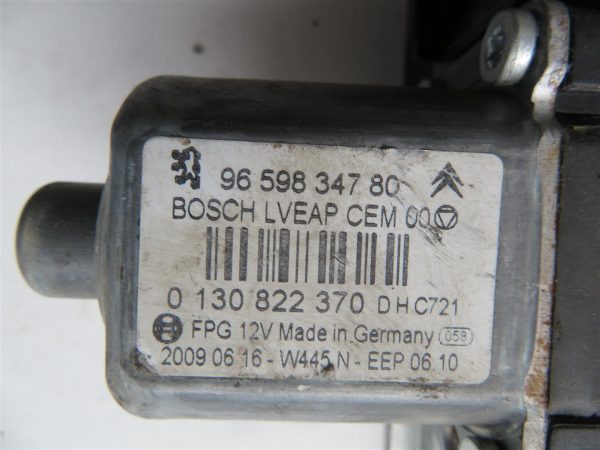 96 598 347 80
BOSCH LVEAP CEM 00
0 130 822 370 DHC721
FPG 12V Made in Germany 058
2009 06 16 - W445 N - EEP 06.10